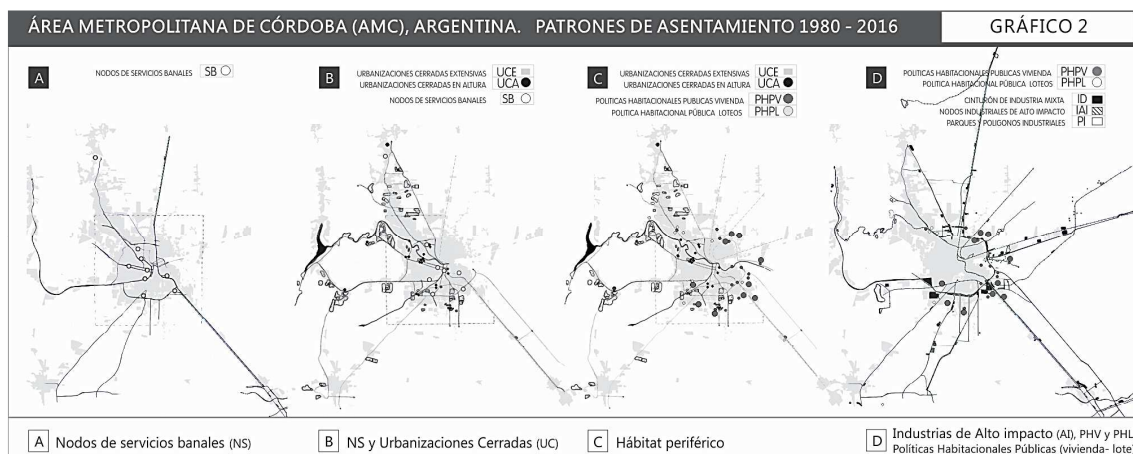 ÁREA METROPOLITANA DE CÓRDOBA (AMC), ARGENTINA. PATRONES DE ASENTAMIENTO 1980 - 2016
GRÁFICO 2
A
NODOS DE SERVICIOS BANALES SB
B
URBANIZACIONES CERRADAS EXTENSIVAS UCE
URBANIZACIONES CERRADAS EN ALTURA UCA
NODOS DE SERVICIOS BANALES SB
C
URBANIZACIONES CERRADAS EXTENSIVAS UCE
URBANIZACIONES CERRADAS EN ALTURA UCA
POLITICAS HABITACIONALES PUBLICAS VIVIENDA PHPV
POLITICA HABITACIONAL PÚBLICA LOTEOS PHPL
D
POLITICAS HABITACIONALES PUBLICAS VIVIENDA PHPV
POLITICA HABITACIONAL PÚBLICA LOTEOS PHPL
CINTURÓN DE INDUSTRIA MIXTA ID
NODOS INDUSTRIALES DE ALTO IMPACTO IAI
PARQUES Y POLIGONOS INDUSTRIALES PI
A Nodos de servicios banales (NS)
B NS y Urbanizaciones Cerradas (UC)
C Hábitat periférico
D Industrias de Alto impacto (AI), PHV y PHL
Políticas Habitacionales Públicas (vivienda- lote)